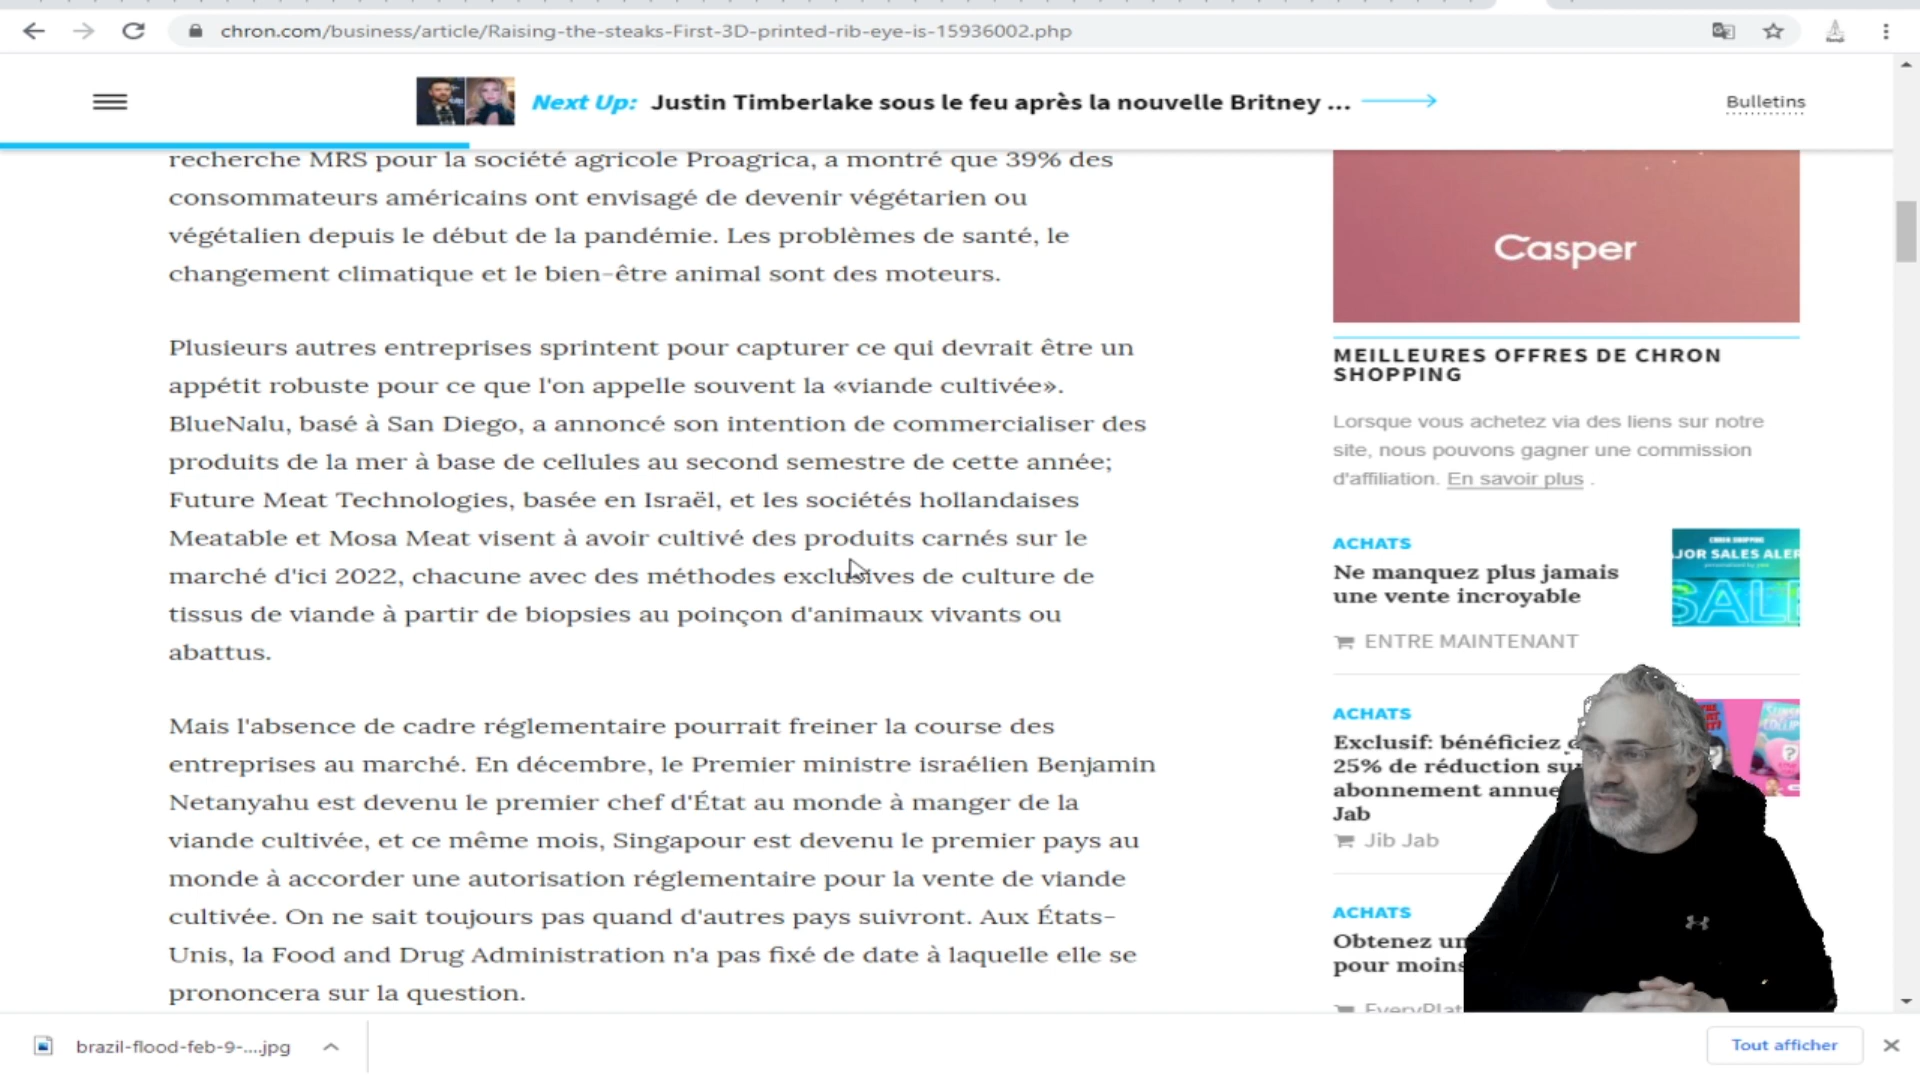 chron.com/business/article/Raising-the-steaks-First-3D-printed-rib-eye-is-15936002.php
Next Up: Justin Timberlake sous le feu après la nouvelle Britney ...
Bulletins
recherche MRS pour la société agricole Proagrica, a montré que 39% des
consommateurs américains ont envisagé de devenir végétarien ou
végétalien depuis le début de la pandémie. Les problèmes de santé, le
changement climatique et le bien-être animal sont des moteurs.
Plusieurs autres entreprises sprintent pour capturer ce qui devrait être un
appétit robuste pour ce que l'on appelle souvent la «viande cultivée».
BlueNalu, basé à San Diego, a annoncé son intention de commercialiser des
produits de la mer à base de cellules au second semestre de cette année;
Future Meat Technologies, basée en Israël, et les sociétés hollandaises
Meatable et Mosa Meat visent à avoir cultivé des produits carnés sur le
marché d'ici 2022, chacune avec des méthodes exclusives de culture de
tissus de viande à partir de biopsies au poinçon d'animaux vivants ou
abattus.
Mais l'absence de cadre réglementaire pourrait freiner la course des
entreprises au marché. En décembre, le Premier ministre israélien Benjamin
Netanyahu est devenu le premier chef d'État au monde à manger de la
viande cultivée, et ce même mois, Singapour est devenu le premier pays au
monde à accorder une autorisation réglementaire pour la vente de viande
cultivée. On ne sait toujours pas quand d'autres pays suivront. Aux États-
Unis, la Food and Drug Administration n'a pas fixé de date à laquelle elle se
prononcera sur la question.
Casper
MEILLEURES OFFRES DE CHRON
SHOPPING
Lorsque vous achetez via des liens sur notre
site, nous pouvons gagner une commission
d'affiliation. En savoir plus .
ACHATS
Ne manquez plus jamais
une vente incroyable
ENTRE MAINTENANT
CHRON SHOPPING
JOR SALES ALER
SALE
ACHATS
Exclusif: bénéficiez
25% de réduction su
abonnement annue
Jab
Jib Jab
ACHATS
Obtenez un
pour moins
EveryPlat
brazil-flood-feb-9-....jpg
Tout afficher